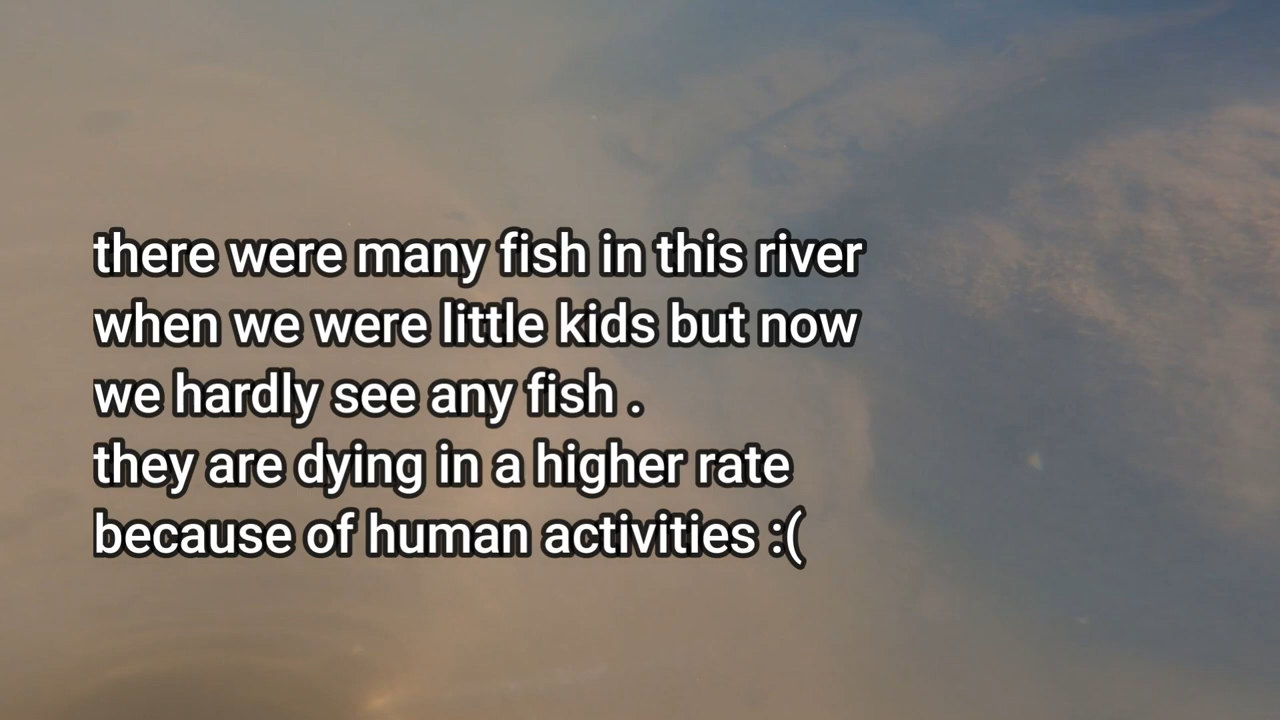 there were many fish in this river
when we were little kids but now
we hardly see any fish .
they are dying in a higher rate
because of human activities :(